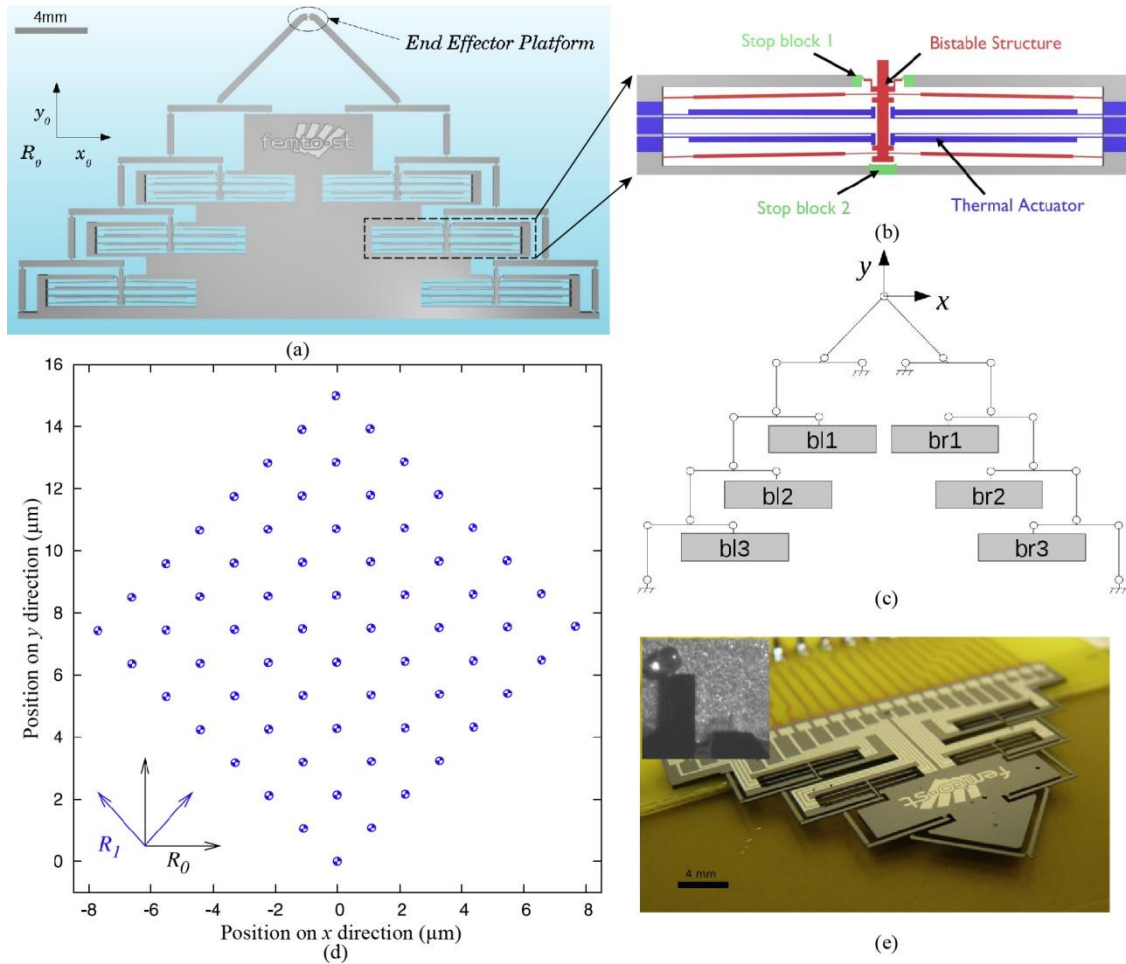 4mm
End Effector Platform
y0
R0
x0
femto-st
(a)
Stop block 1
Bistable Structure
Stop block 2
Thermal Actuator
(b)
y
x
bl1
br1
bl2
br2
bl3
br3
(c)
Position on y direction (µm)
16
14
12
10
8
6
4
2
0
R1
R0
-8
-6
-4
-2
0
2
4
6
8
Position on x direction (µm)
(d)
femto-st
4 mm
(e)